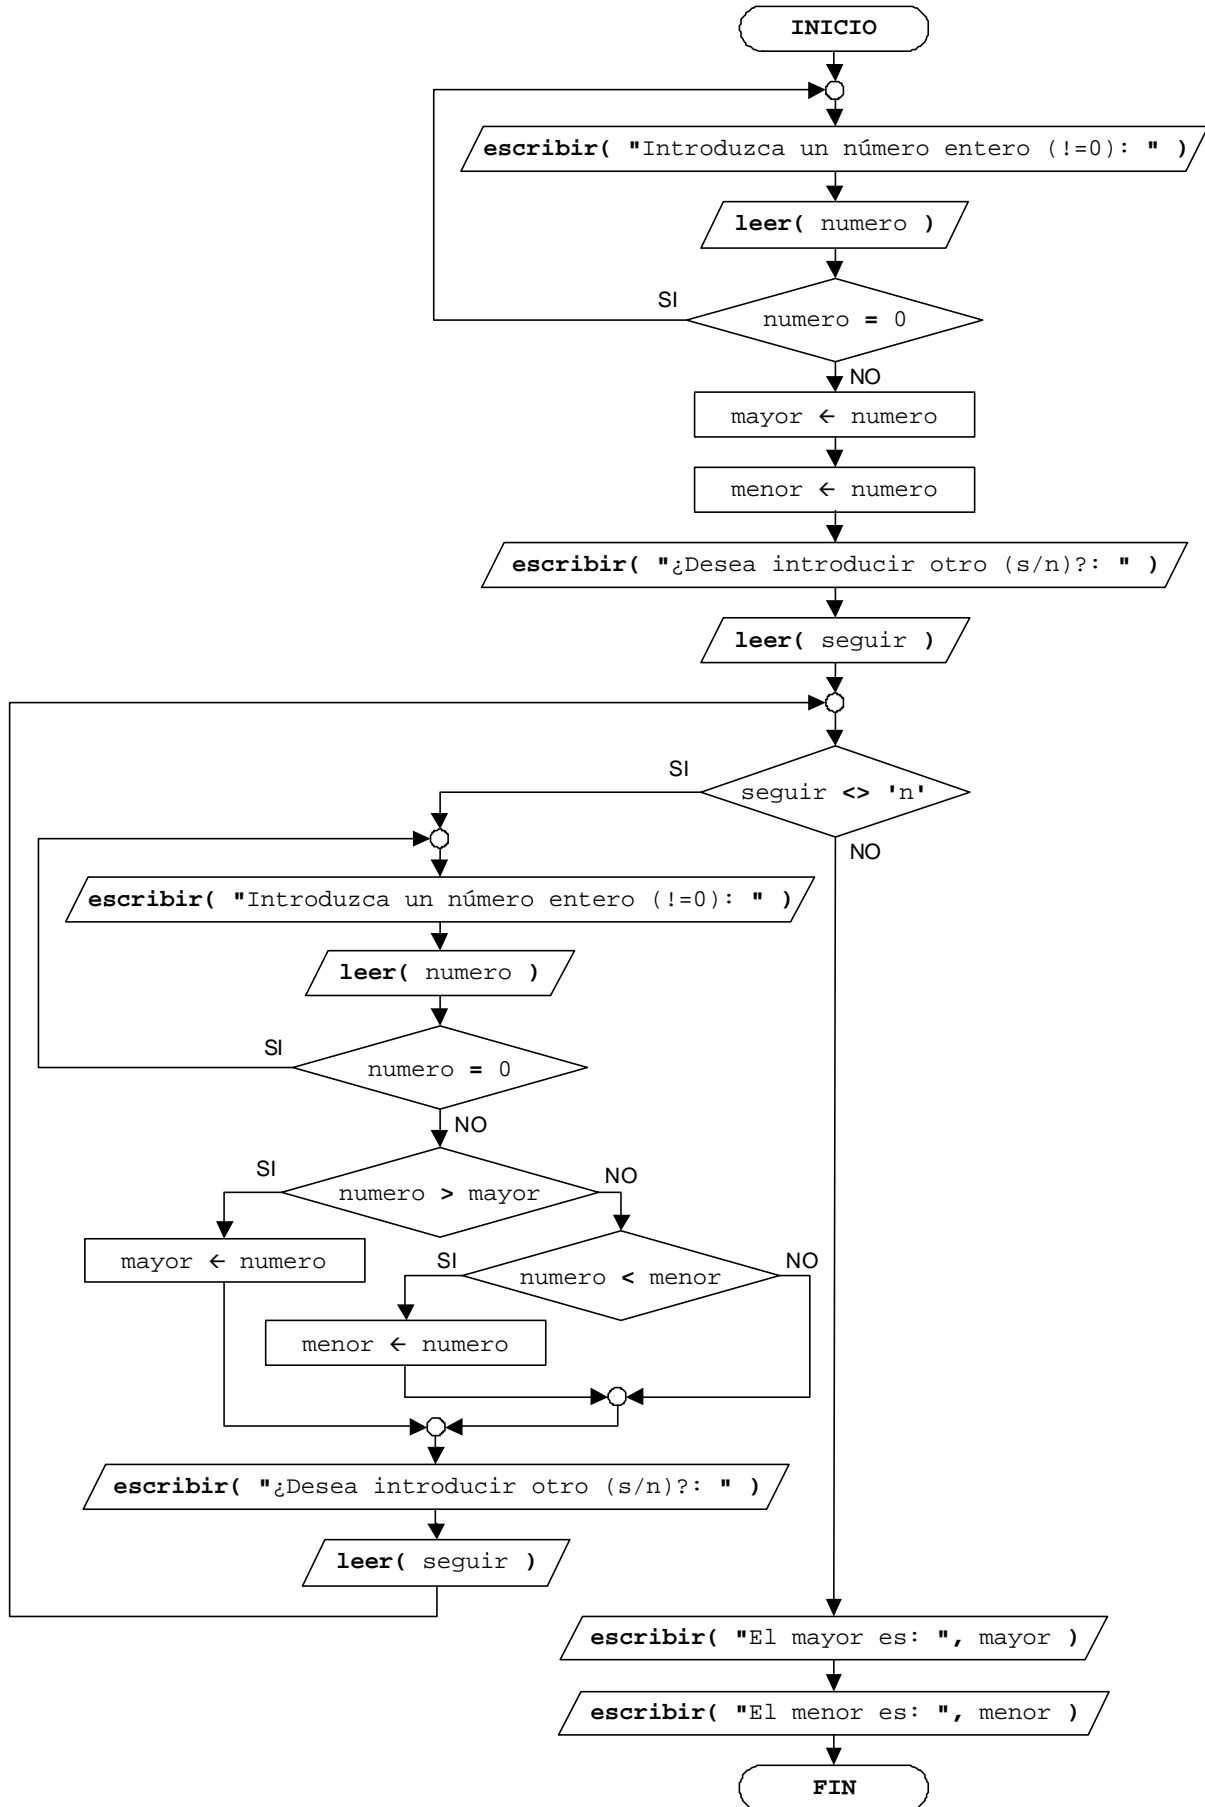 INICIO
escribir( "Introduzca un número entero (!=0): " )
leer( numero )
SI
numero = 0
NO
mayor ← numero
menor ← numero
escribir( "¿Desea introducir otro (s/n)?: " )
leer( seguir )
SI
seguir <> 'n'
NO
escribir( "Introduzca un número entero (!=0): " )
leer( numero )
SI
numero = 0
NO
SI
numero > mayor
NO
mayor ← numero
SI
numero < menor
NO
menor ← numero
escribir( "¿Desea introducir otro (s/n)?: " )
leer( seguir )
escribir( "El mayor es: ", mayor )
escribir( "El menor es: ", menor )
FIN